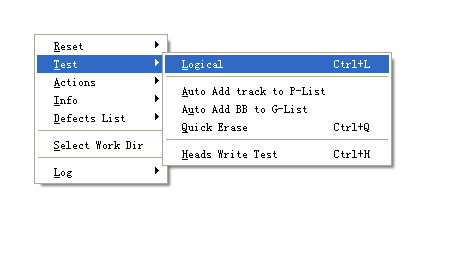 Reset
Test
Actions
Info
Defects List
Select Work Dir
Log
Logical Ctrl+L
Auto Add track to P-List
Auto Add BB to G-List
Quick Erase Ctrl+Q
Heads Write Test Ctrl+H